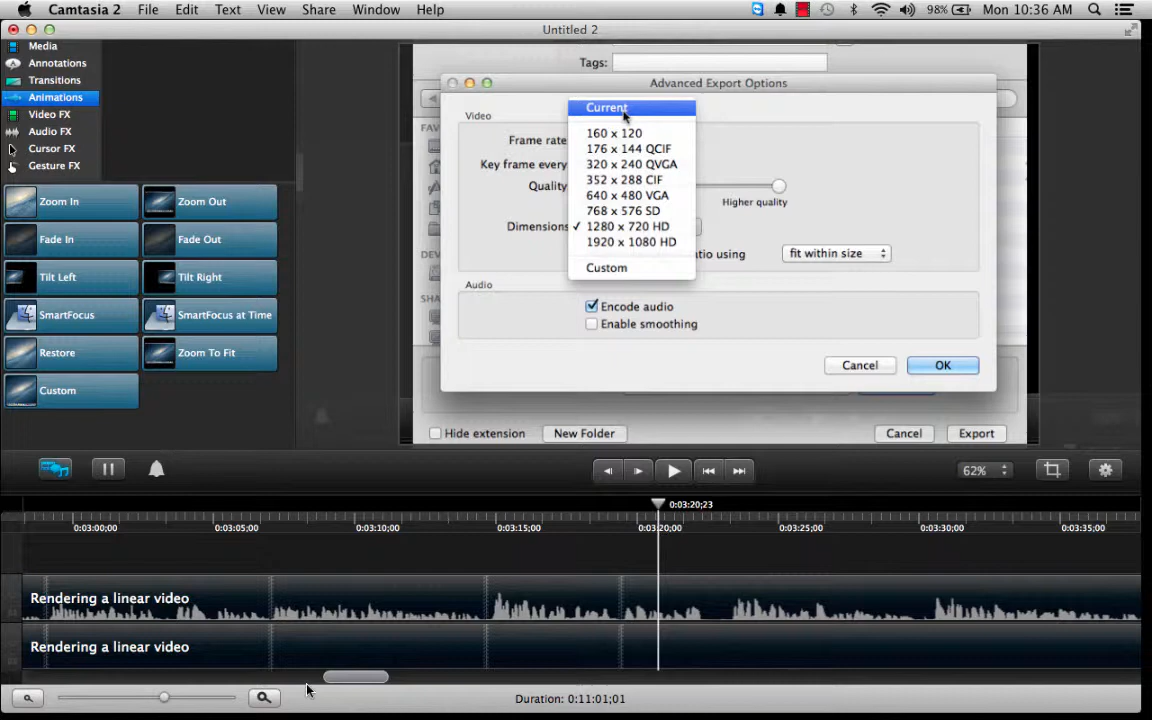 Camtasia 2 File Edit Text View Share Window Help 98% Mon 10:36 AM
Untitled 2
Media
Annotations
Transitions
Animations
Video FX
Audio FX
Cursor FX
Gesture FX
Zoom In Zoom Out
Fade In Fade Out
Tilt Left Tilt Right
SmartFocus SmartFocus at Time
Restore Zoom To Fit
Custom
Tags:
Advanced Export Options
FAV
DEV
SHA
Video
Frame rate
Key frame every
Quality
Higher quality
Dimensions
Current
160 x 120
176 x 144 QCIF
320 x 240 QVGA
352 x 288 CIF
640 x 480 VGA
768 x 576 SD
✓ 1280 x 720 HD
1920 x 1080 HD
Custom
tio using fit within size
Audio
Encode audio
Enable smoothing
Cancel OK
Hide extension New Folder Cancel Export
62%
0:03:20;23
0:03:00;00 0:03:05;00 0:03:10;00 0:03:15;00 0:03:20;00 0:03:25;00 0:03:30;00 0:03:35;00
Rendering a linear video
Rendering a linear video
Duration: 0:11:01;01